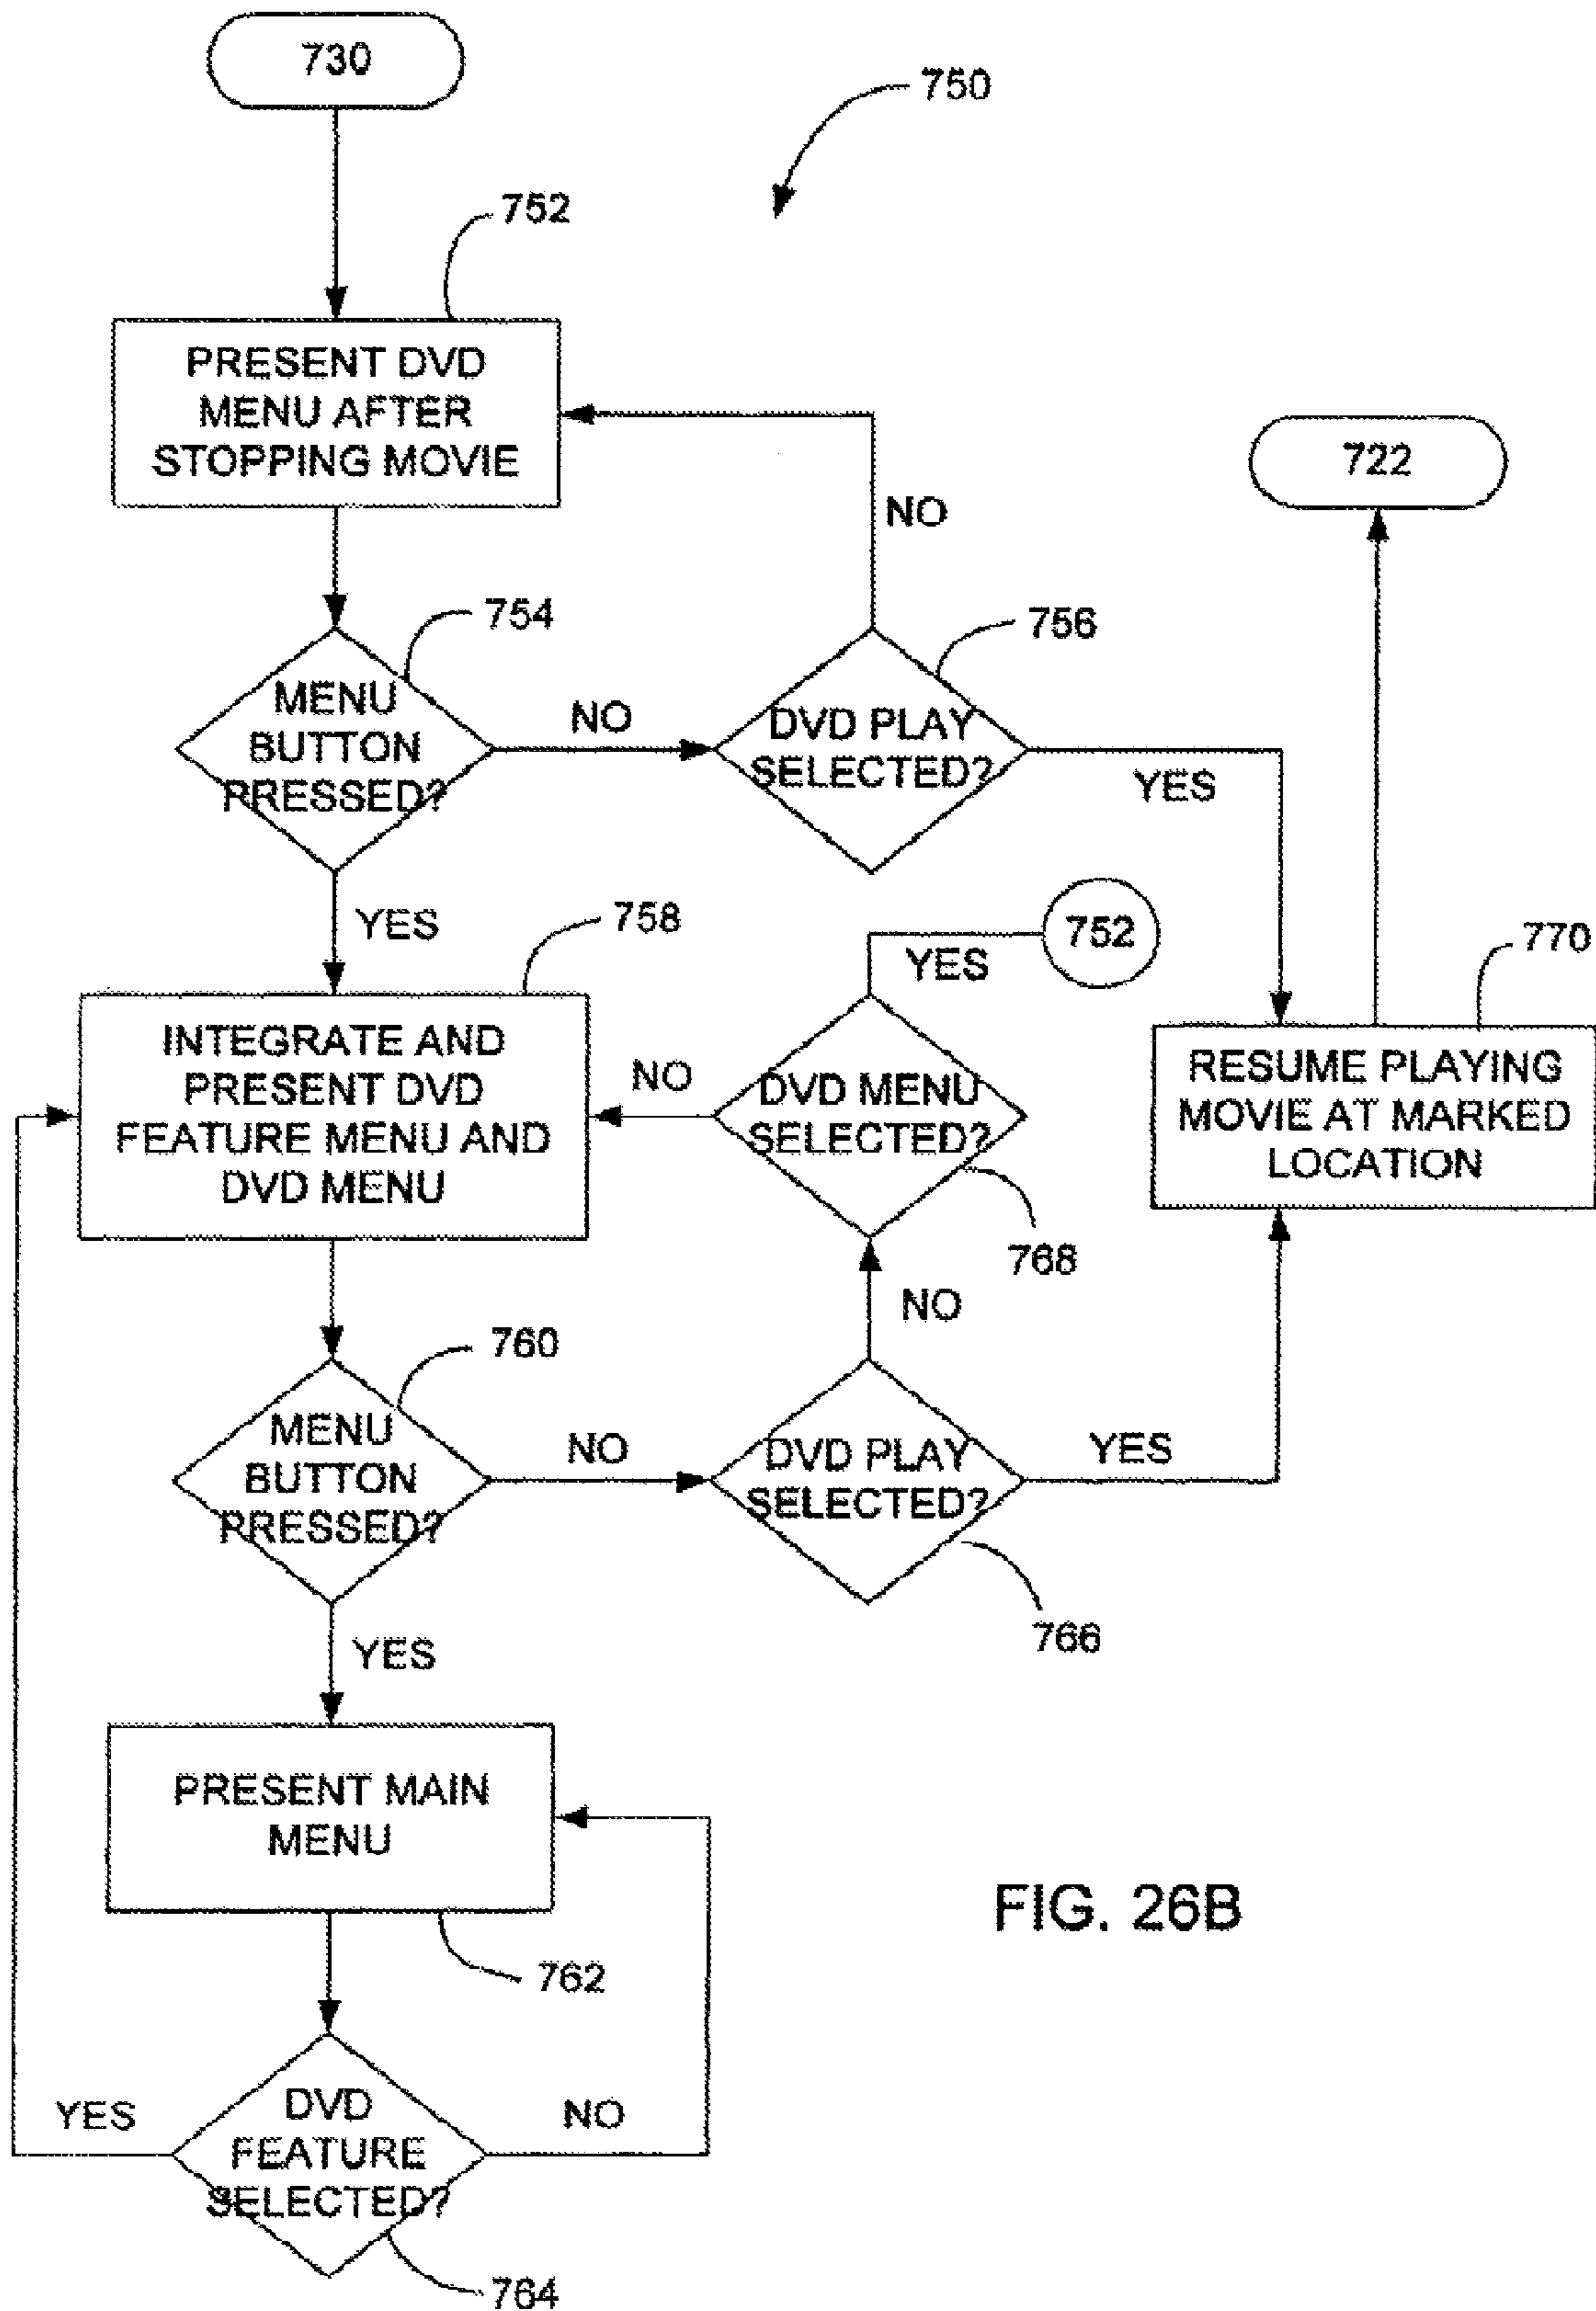 730
750
752
PRESENT DVD
MENU AFTER
STOPPING MOVIE
722
NO
754
756
MENU
BUTTON
PRESSED?
NO
DVD PLAY
SELECTED?
YES
YES
758
752
YES
770
INTEGRATE AND
PRESENT DVD
FEATURE MENU AND
DVD MENU
NO
DVD MENU
SELECTED?
RESUME PLAYING
MOVIE AT MARKED
LOCATION
768
NO
760
MENU
BUTTON
PRESSED?
NO
DVD PLAY
SELECTED?
YES
766
YES
PRESENT MAIN
MENU
FIG. 26B
762
YES
DVD
FEATURE
SELECTED?
NO
764